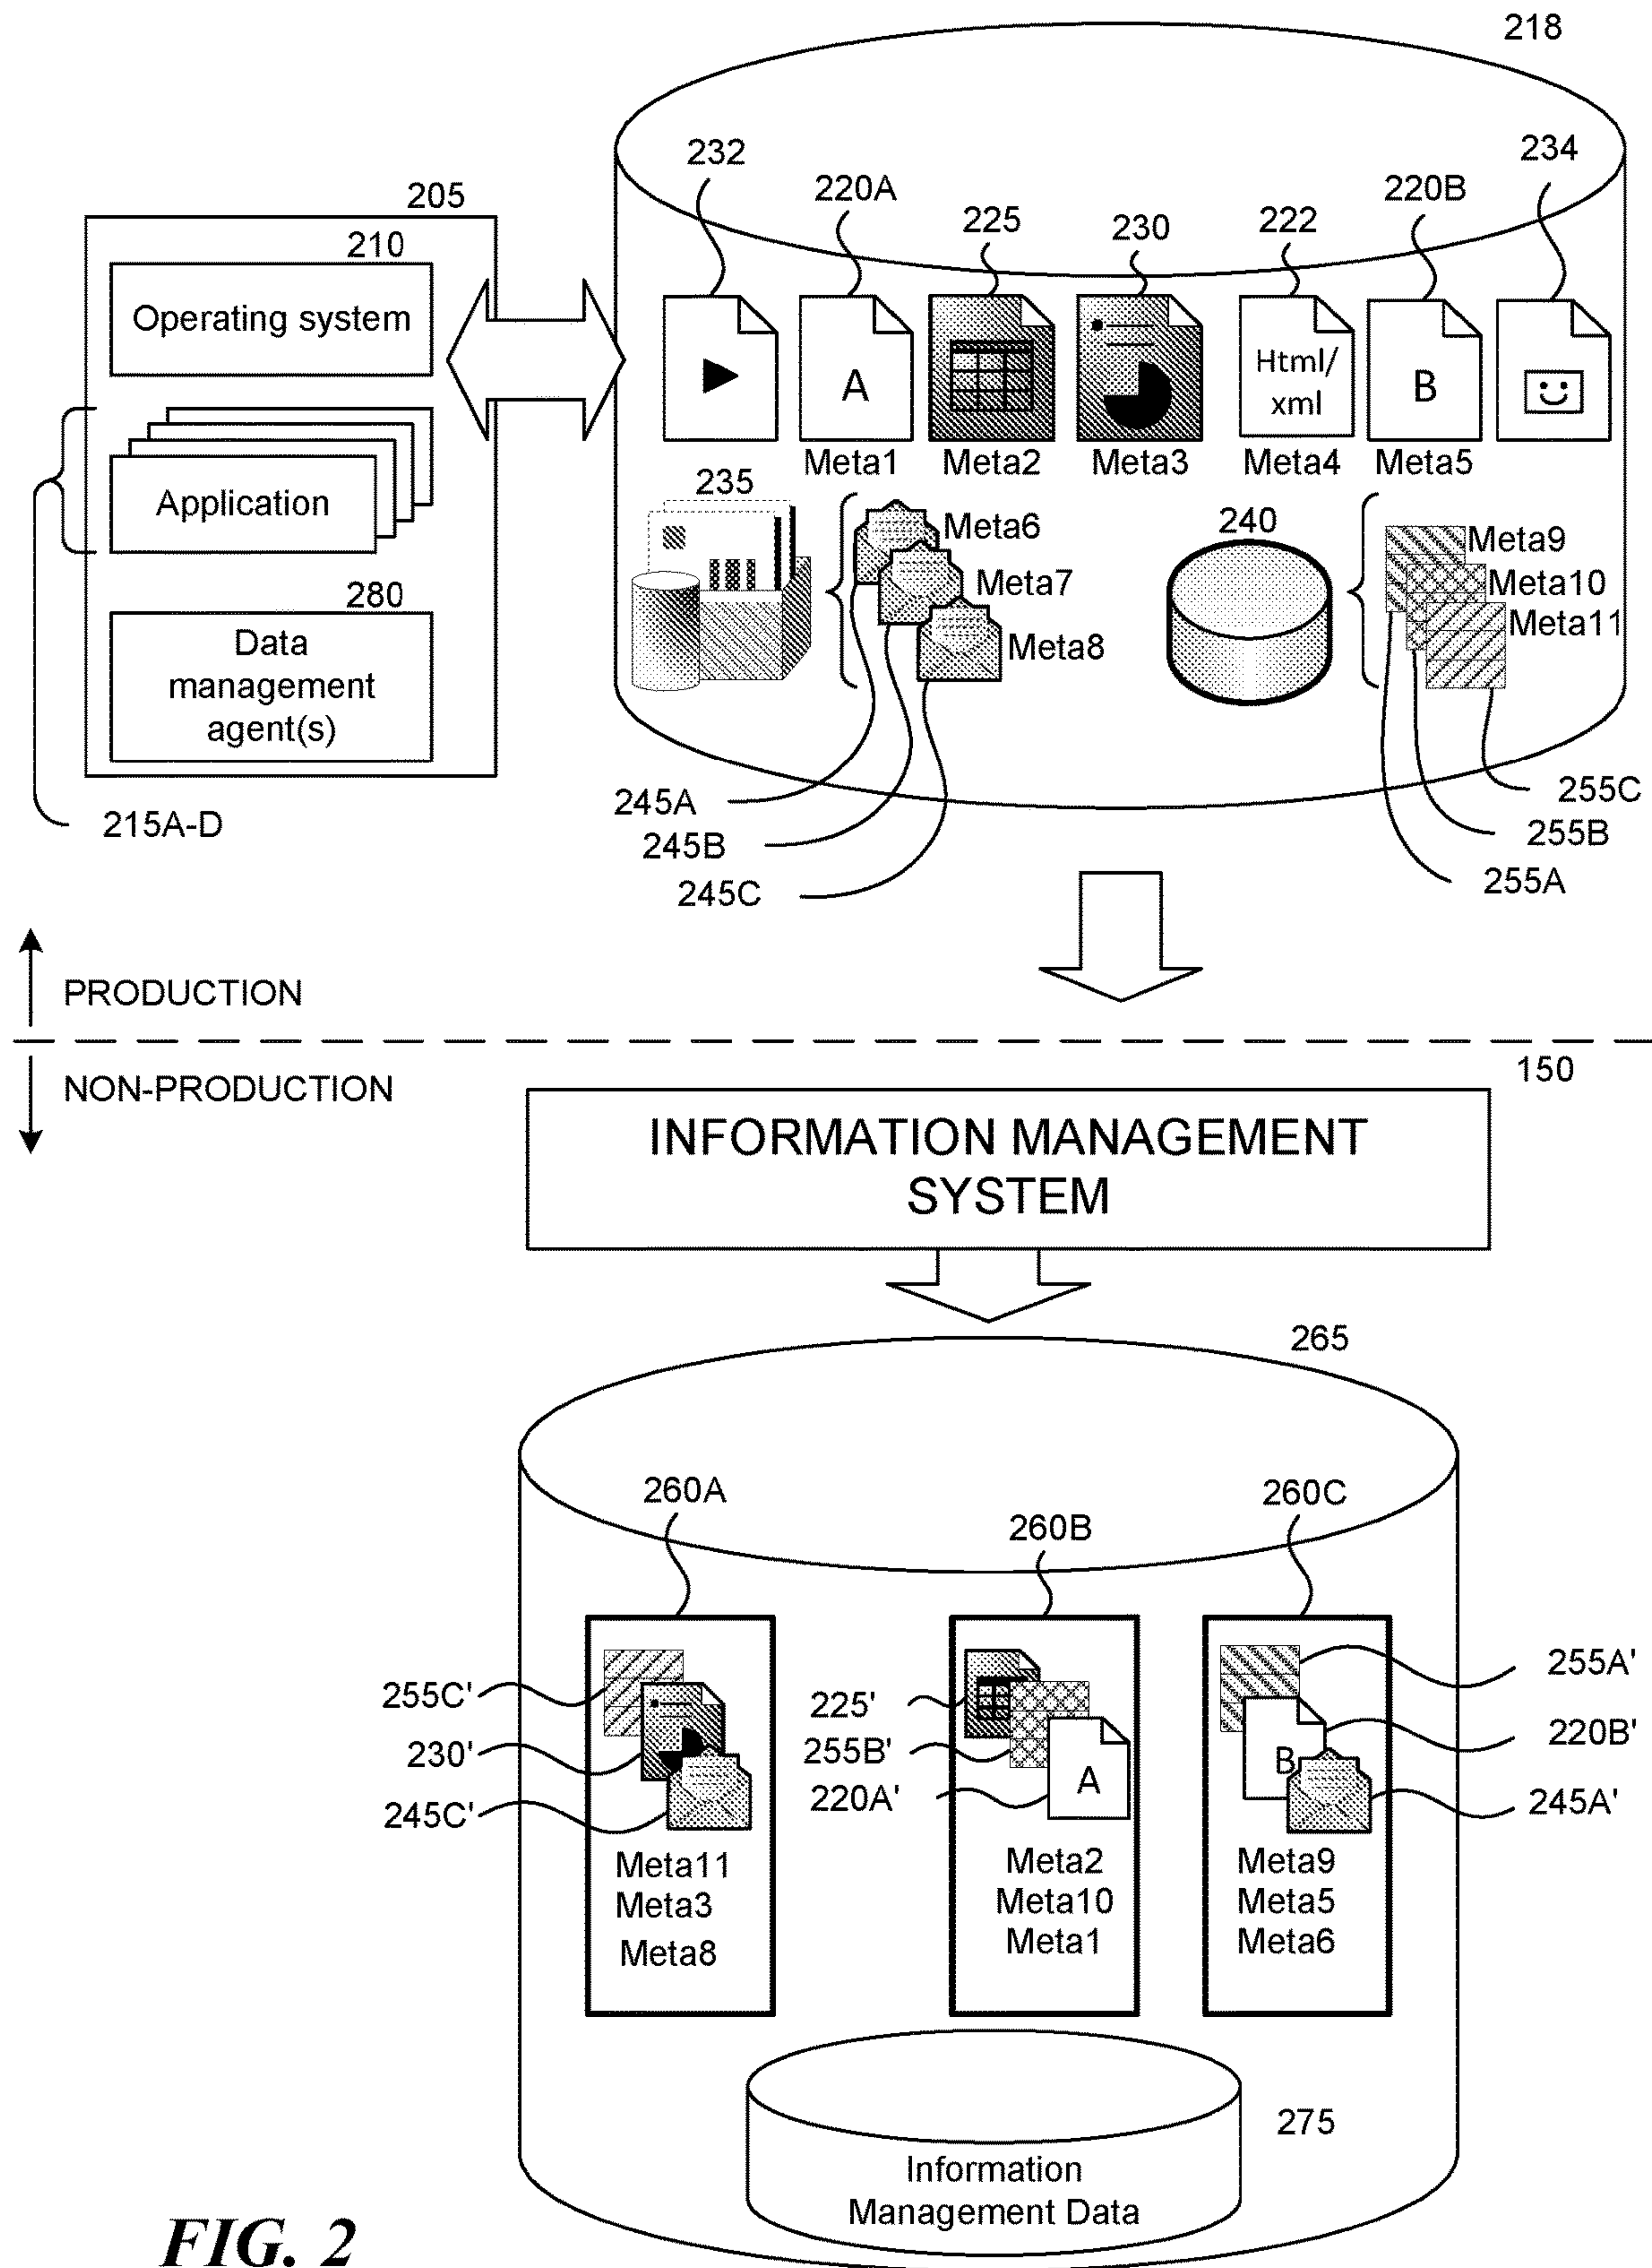 218
232
234
220A
220B
205
225
222
230
210
Operating system
A
Html/
xml
B
Meta1
Meta2
Meta3
Meta4
Meta5
Application
235
240
Meta6
Meta9
Meta7
Meta10
Meta8
Meta11
280
Data
management
agent(s)
215A-D
245A
245B
245C
255C
255B
255A
PRODUCTION
NON-PRODUCTION
150
INFORMATION MANAGEMENT
SYSTEM
265
260A
260B
260C
255C'
230'
245C'
225'
255B'
220A'
A
B
255A'
220B'
245A'
Meta11
Meta3
Meta8
Meta2
Meta10
Meta1
Meta9
Meta5
Meta6
275
Information
Management Data
FIG. 2